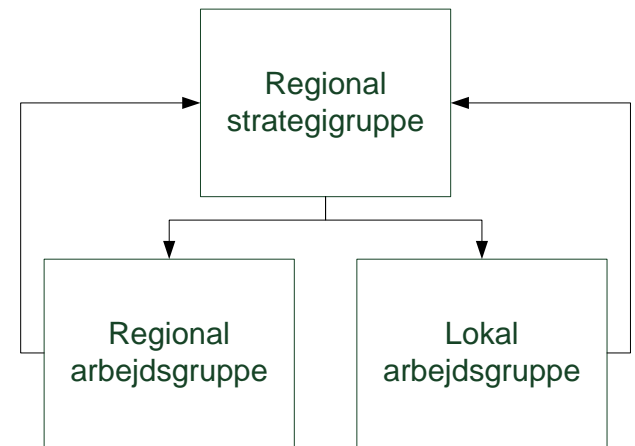 Regional
strategigruppe
Regional
arbejdsgruppe
Lokal
arbejdsgruppe